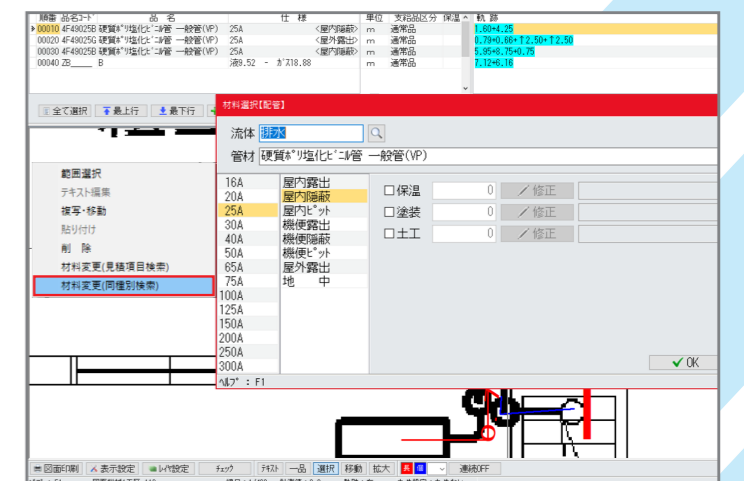 順番 品名コード 品 名 仕 様 単位 支給品区分 保温 軌 跡
00010 4F49025B 硬質ﾎﾟﾘ塩化ﾋﾞﾆﾙ管 一般管(VP) 25A <屋内隠蔽> m 通常品 1.60+4.25
00020 4F49025G 硬質ﾎﾟﾘ塩化ﾋﾞﾆﾙ管 一般管(VP) 25A <屋外露出> m 通常品 0.79+0.66+↑2.50+↑2.50
00030 4F49025B 硬質ﾎﾟﾘ塩化ﾋﾞﾆﾙ管 一般管(VP) 25A <屋内隠蔽> m 通常品 5.95+8.75+0.75
00040 ZB____ B 液9.52 - ｶﾞｽ18.88 m 通常品 7.12+6.16
全て選択 最上行 最下行
材料選択【配管】
流体 排水
管材 硬質ﾎﾟﾘ塩化ﾋﾞﾆﾙ管 一般管(VP)
範囲選択
テキスト編集
複写･移動
貼り付け
削 除
材料変更(見積項目検索)
材料変更(同種別検索)
16A 屋内露出
20A 屋内隠蔽
25A 屋内ﾋﾟｯﾄ
30A 機便露出
40A 機便隠蔽
50A 機便ﾋﾟｯﾄ
65A 屋外露出
75A 地 中
100A
125A
150A
200A
250A
300A
保温 0 修正
塗装 0 修正
土工 0 修正
OK
ﾍﾙﾌﾟ : F1
図面印刷 表示設定 ﾚｲﾔ設定 ﾁｪｯｸ ﾃｷｽﾄ 一品 選択 移動 拡大 長 個 連続OFF